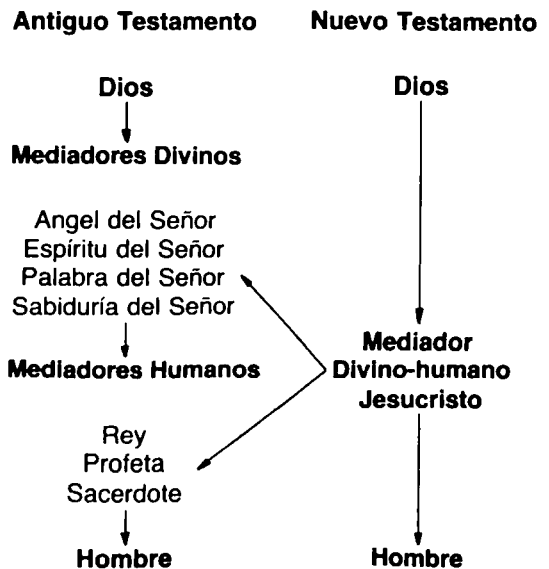 Antiguo Testamento
Dios
Mediadores Divinos
Angel del Señor
Espíritu del Señor
Palabra del Señor
Sabiduría del Señor
Mediadores Humanos
Rey
Profeta
Sacerdote
Hombre
Nuevo Testamento
Dios
Mediador
Divino-humano
Jesucristo
Hombre